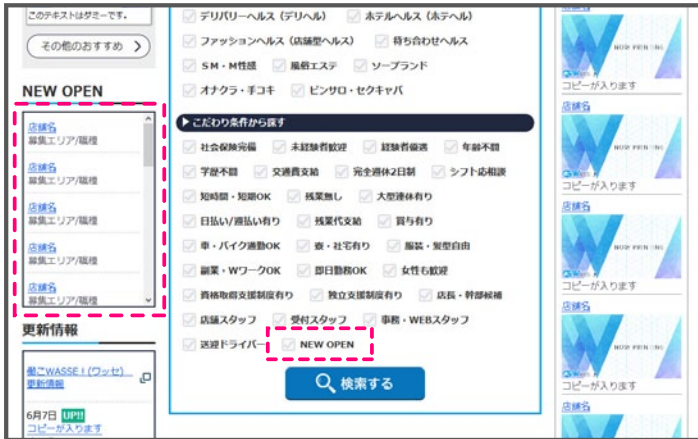 このテキストはダミーです。
その他のおすすめ
NEW OPEN
店舗名
募集エリア/職種
店舗名
募集エリア/職種
店舗名
募集エリア/職種
店舗名
募集エリア/職種
店舗名
募集エリア/職種
更新情報
働こWASSE!(ワッセ)
更新情報
6月7日 UP!!
コピーが入ります
デリバリーヘルス (デリヘル) ホテルヘルス (ホテヘル)
ファッションヘルス (店舗型ヘルス) 待ち合わせヘルス
SM・M性感 風俗エステ ソープランド
オナクラ・手コキ ピンサロ・セクキャバ
こだわり条件から探す
社会保険完備 未経験者歓迎 経験者優遇 年齢不問
学歴不問 交通費支給 完全週休2日制 シフト応相談
短時間・短期OK 残業無し 大型連休有り
日払い/週払い有り 残業代支給 賞与有り
車・バイク通勤OK 寮・社宅有り 服装・髪型自由
副業・WワークOK 即日勤務OK 女性も歓迎
資格取得支援制度有り 独立支援制度有り 店長・幹部候補
店舗スタッフ 受付スタッフ 事務・WEBスタッフ
送迎ドライバー NEW OPEN
検索する
NOW PRINTING
コピーが入ります
店舗名
NOW PRINTING
コピーが入ります
店舗名
NOW PRINTING
コピーが入ります
店舗名
NOW PRINTING
コピーが入ります
店舗名
NOW PRINTING
コピーが入ります
店舗名